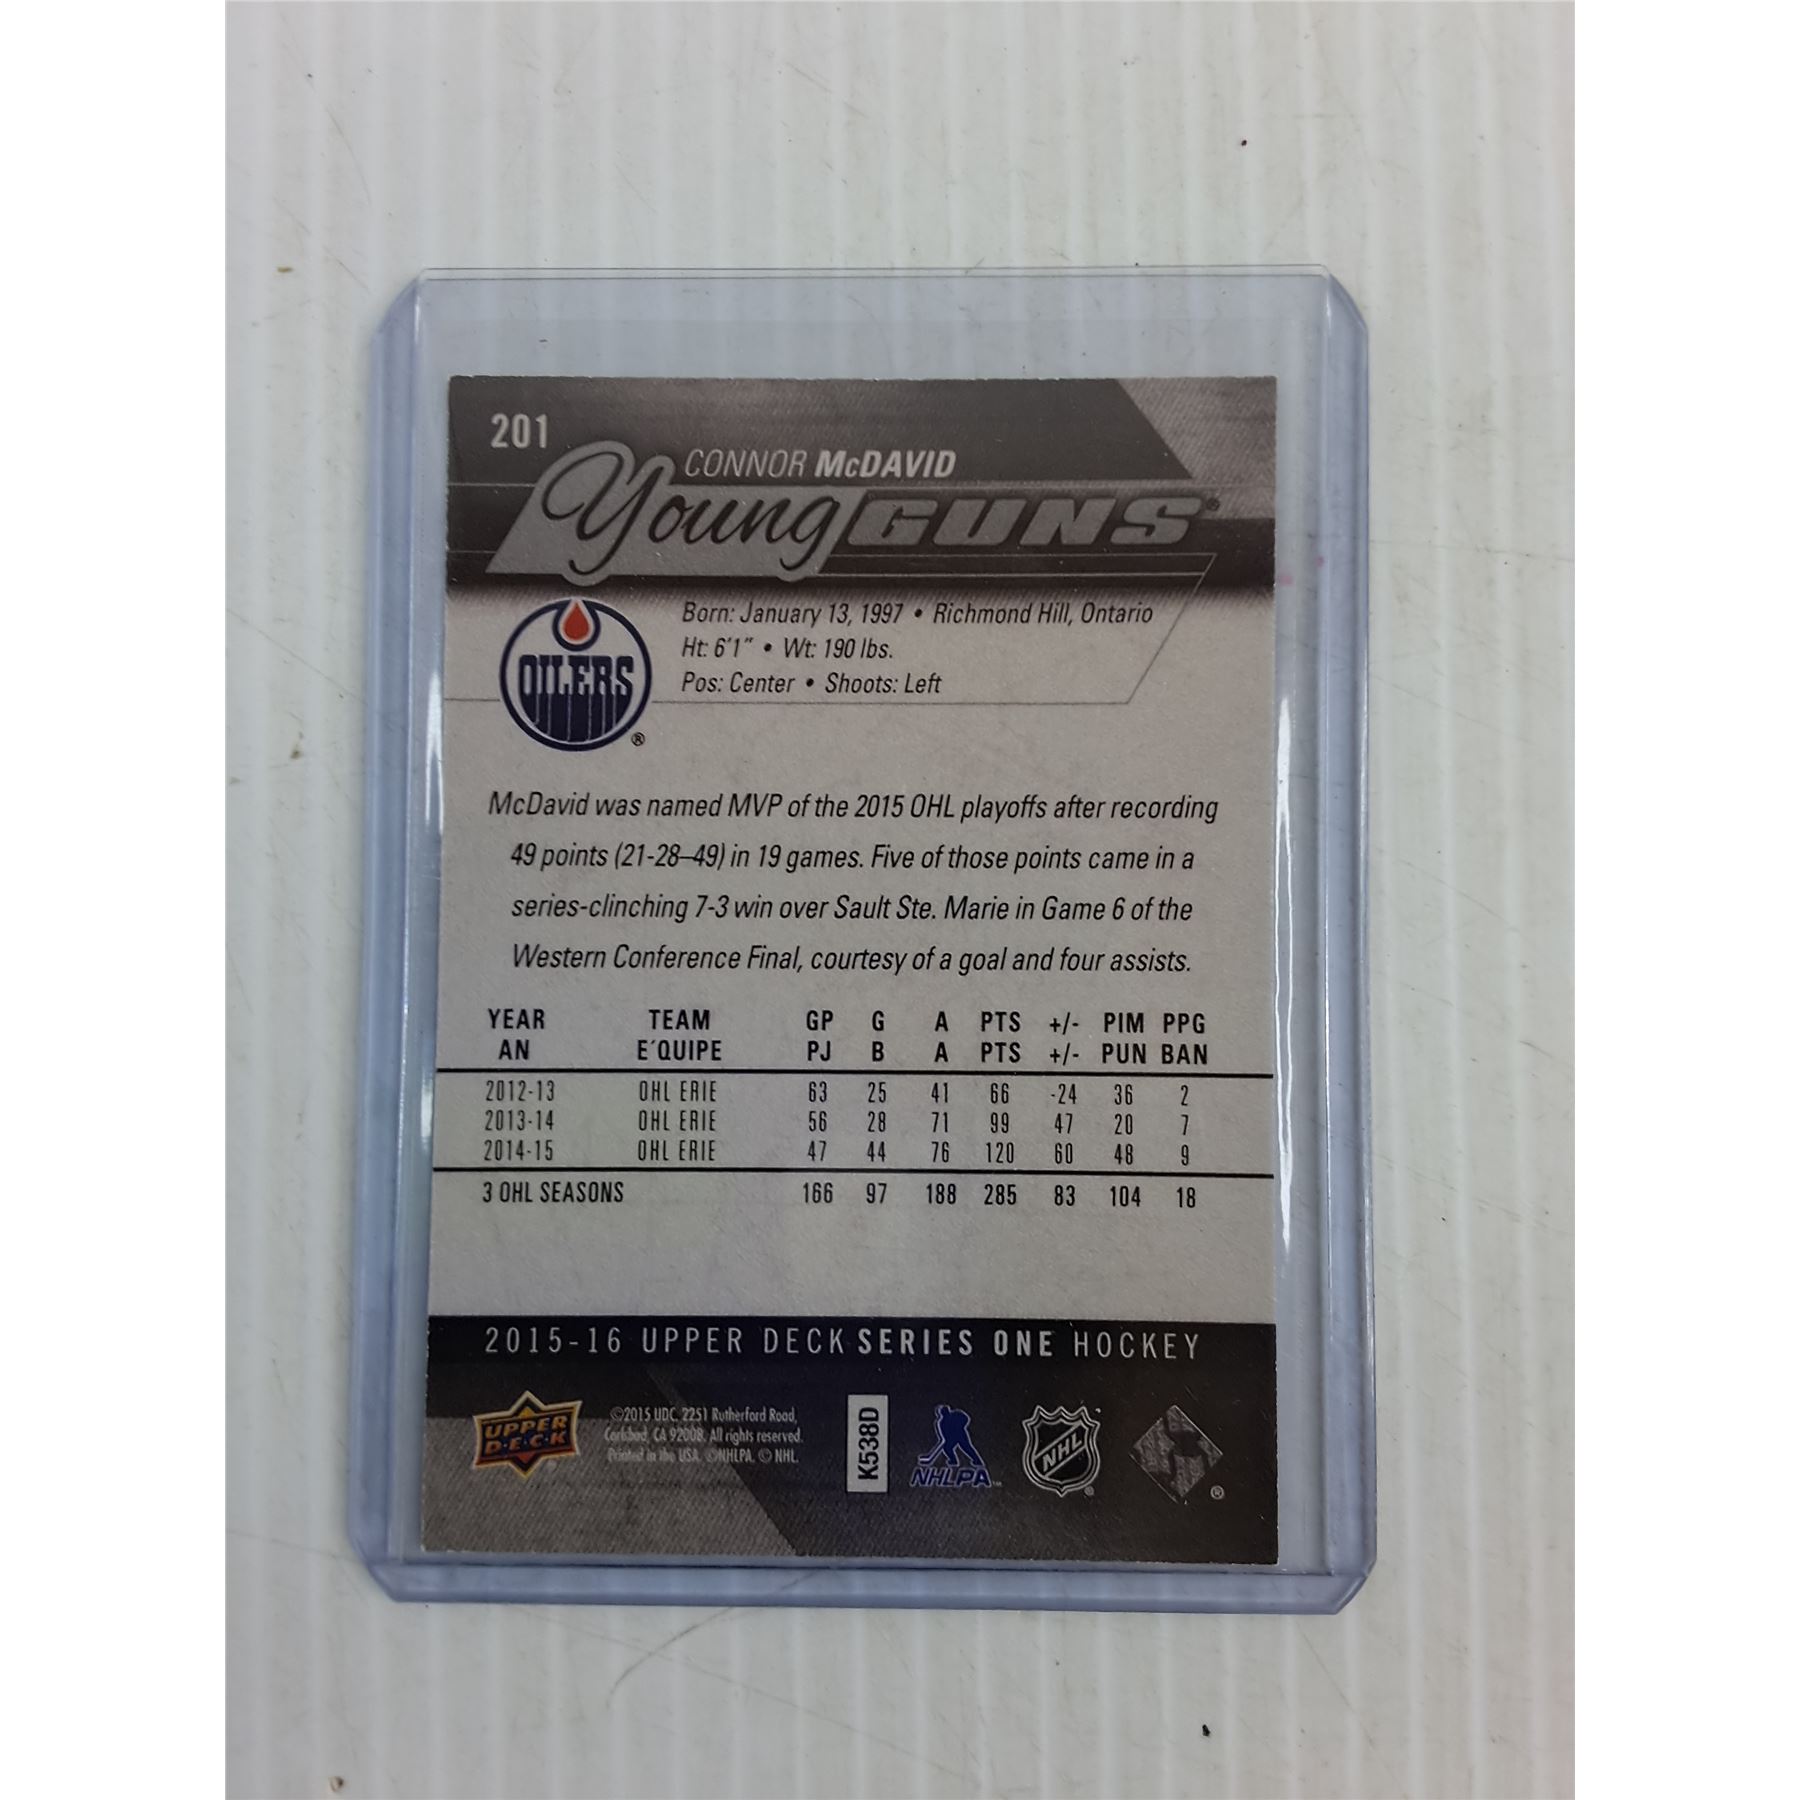 201
CONNOR McDAVID
Young GUNS®
OILERS
®
Born: January 13, 1997 • Richmond Hill, Ontario
Ht: 6'1" • Wt: 190 lbs.
Pos: Center • Shoots: Left
McDavid was named MVP of the 2015 OHL playoffs after recording
49 points (21-28–49) in 19 games. Five of those points came in a
series-clinching 7-3 win over Sault Ste. Marie in Game 6 of the
Western Conference Final, courtesy of a goal and four assists.
YEAR TEAM GP G A PTS +/- PIM PPG
AN E´QUIPE PJ B A PTS +/- PUN BAN
2012-13 OHL ERIE 63 25 41 66 -24 36 2
2013-14 OHL ERIE 56 28 71 99 47 20 7
2014-15 OHL ERIE 47 44 76 120 60 48 9
3 OHL SEASONS 166 97 188 285 83 104 18
2015-16 UPPER DECK SERIES ONE HOCKEY
UPPER
DECK
©2015 UDC. 2251 Rutherford Road,
Carlsbad, CA 92008. All rights reserved.
Printed in the USA. ©NHLPA. © NHL.
K538D
NHLPA
NHL
®
®